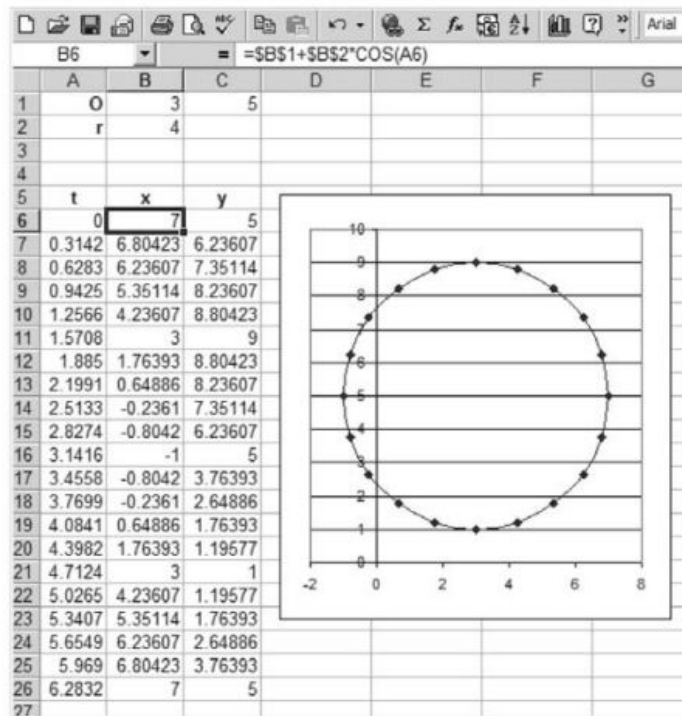 Arial
B6 = =$B$1+$B$2*COS(A6)
A B C D E F G
1 O 3 5
2 r 4
3
4
5 t x y
6 0 7 5
7 0.3142 6.80423 6.23607
8 0.6283 6.23607 7.35114
9 0.9425 5.35114 8.23607
10 1.2566 4.23607 8.80423
11 1.5708 3 9
12 1.885 1.76393 8.80423
13 2.1991 0.64886 8.23607
14 2.5133 -0.2361 7.35114
15 2.8274 -0.8042 6.23607
16 3.1416 -1 5
17 3.4558 -0.8042 3.76393
18 3.7699 -0.2361 2.64886
19 4.0841 0.64886 1.76393
20 4.3982 1.76393 1.19577
21 4.7124 3 1
22 5.0265 4.23607 1.19577
23 5.3407 5.35114 1.76393
24 5.6549 6.23607 2.64886
25 5.969 6.80423 3.76393
26 6.2832 7 5
27
10
9
8
7
6
5
4
3
2
1
0
-2 0 2 4 6 8